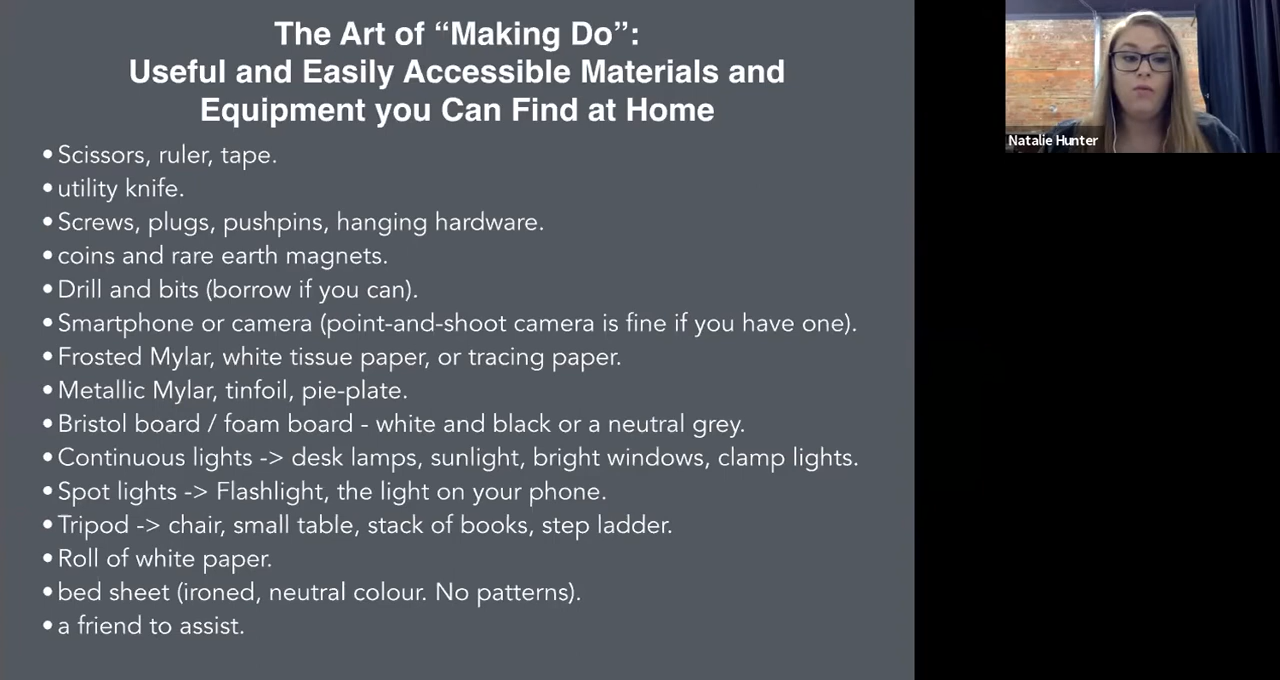 The Art of “Making Do”:
Useful and Easily Accessible Materials and
Equipment you Can Find at Home
• Scissors, ruler, tape.
• utility knife.
• Screws, plugs, pushpins, hanging hardware.
• coins and rare earth magnets.
• Drill and bits (borrow if you can).
• Smartphone or camera (point-and-shoot camera is fine if you have one).
• Frosted Mylar, white tissue paper, or tracing paper.
• Metallic Mylar, tinfoil, pie-plate.
• Bristol board / foam board - white and black or a neutral grey.
• Continuous lights -> desk lamps, sunlight, bright windows, clamp lights.
• Spot lights -> Flashlight, the light on your phone.
• Tripod -> chair, small table, stack of books, step ladder.
• Roll of white paper.
• bed sheet (ironed, neutral colour. No patterns).
• a friend to assist.
Natalie Hunter